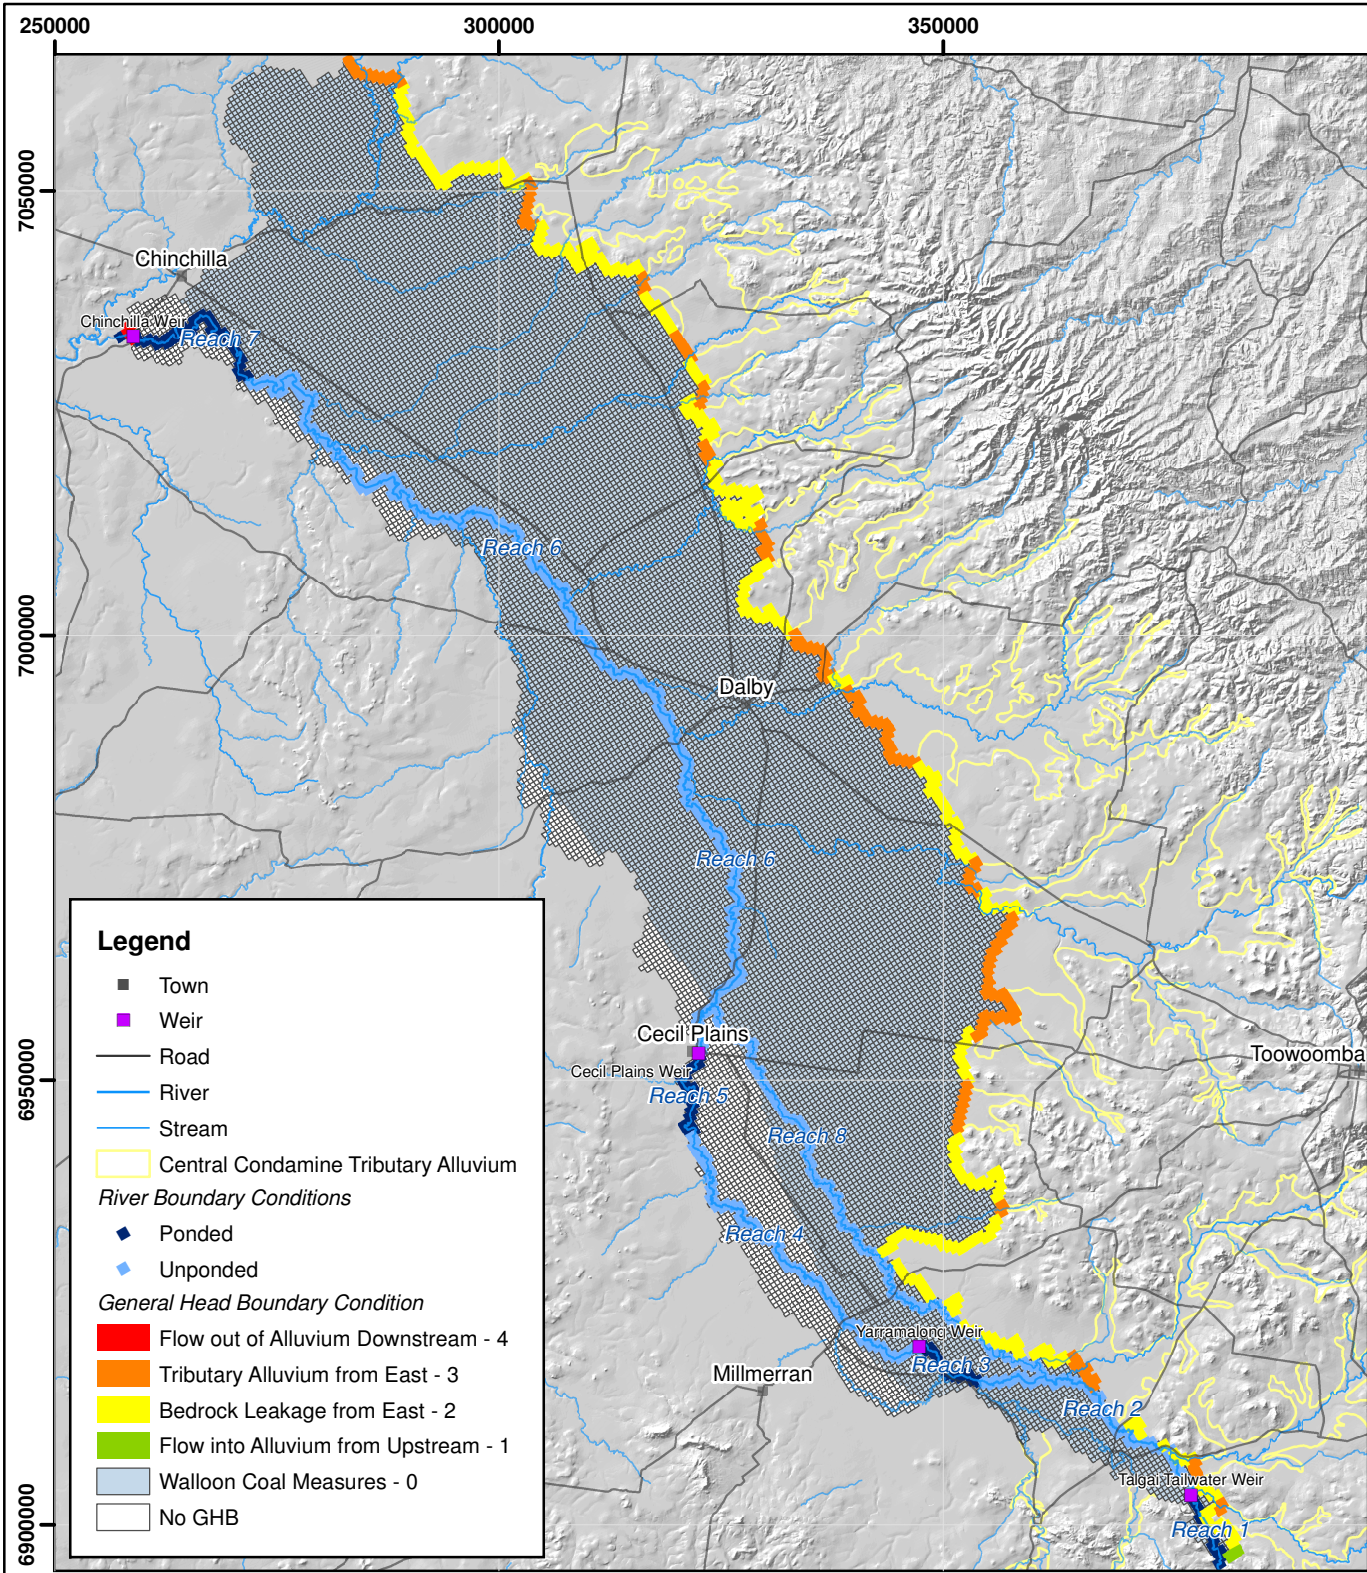 250000
300000
350000
7050000
Chinchilla
Chinchilla Weir
Reach 7
Reach 6
7000000
Dalby
Reach 6
Cecil Plains
Toowoomba
Cecil Plains Weir
6950000
Reach 5
Reach 8
Reach 4
Yarramalong Weir
Reach 3
Millmerran
Reach 2
Talgai Tailwater Weir
6900000
Reach 1
Legend
Town
Weir
Road
River
Stream
Central Condamine Tributary Alluvium
River Boundary Conditions
Ponded
Unponded
General Head Boundary Condition
Flow out of Alluvium Downstream - 4
Tributary Alluvium from East - 3
Bedrock Leakage from East - 2
Flow into Alluvium from Upstream - 1
Walloon Coal Measures - 0
No GHB